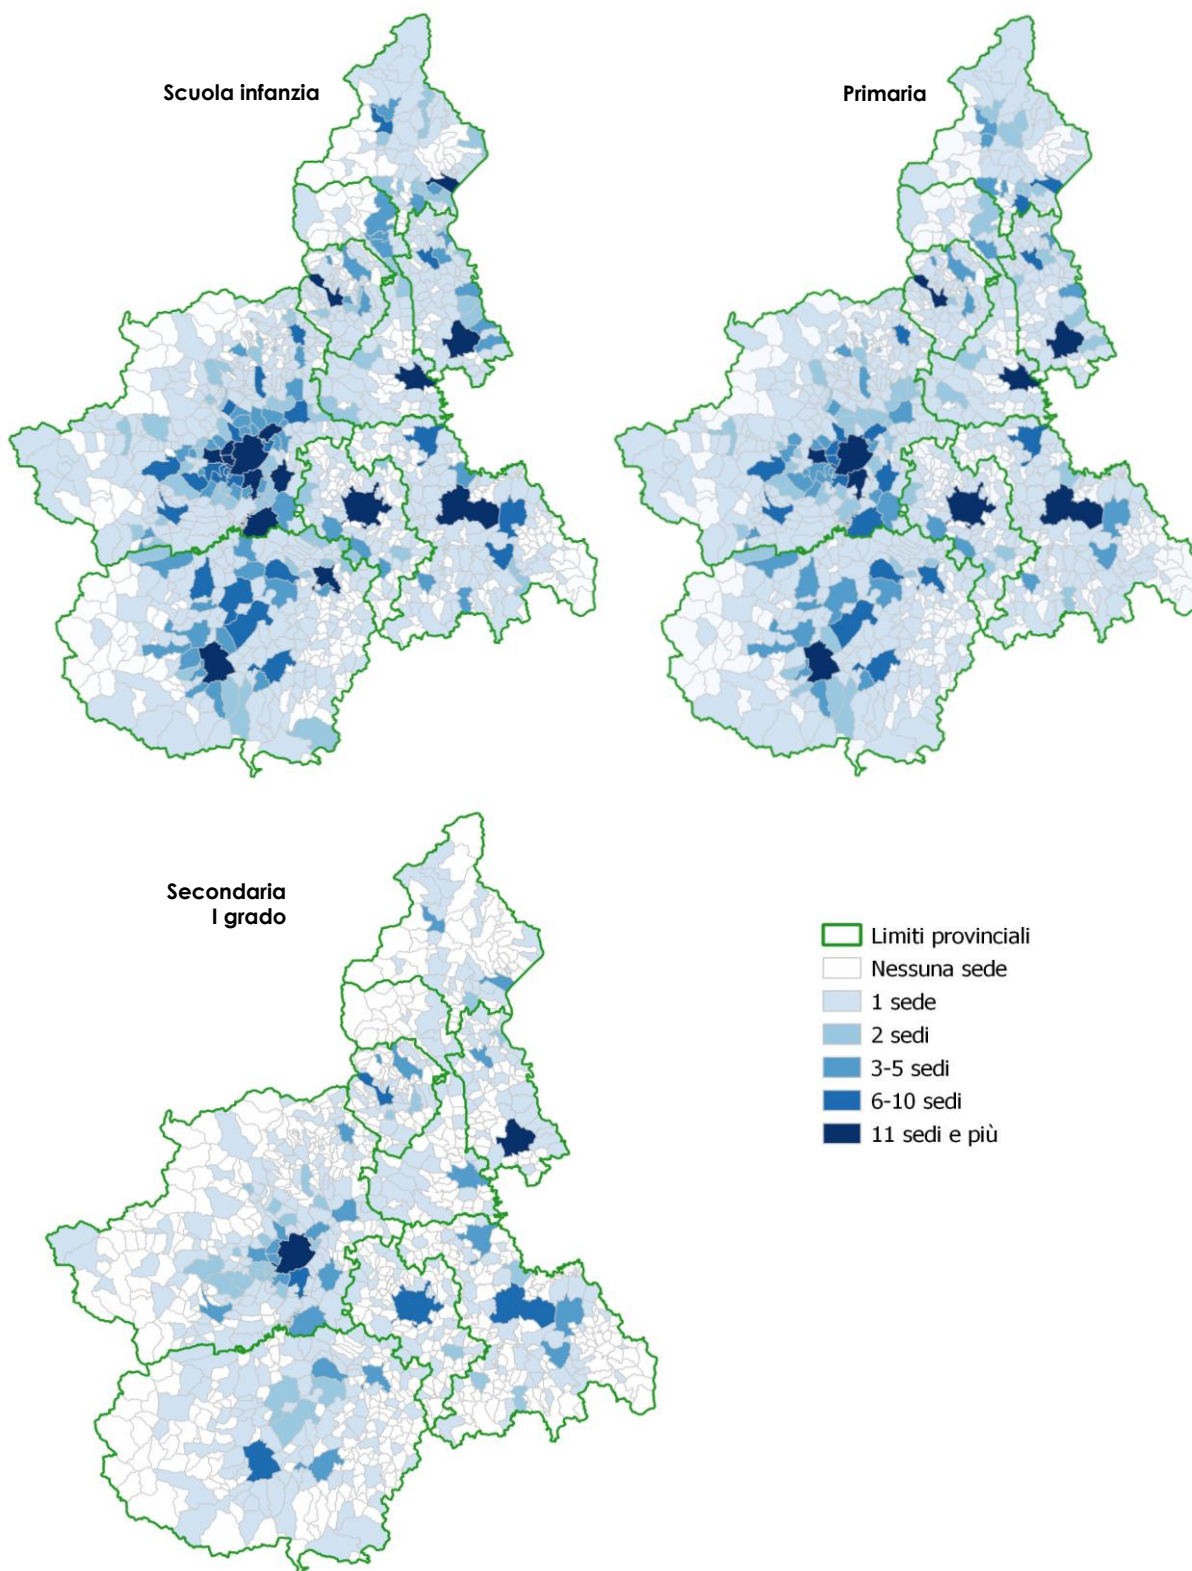 Scuola infanzia
Primaria
Secondaria
I grado
Limiti provinciali
Nessuna sede
1 sede
2 sedi
3-5 sedi
6-10 sedi
11 sedi e più